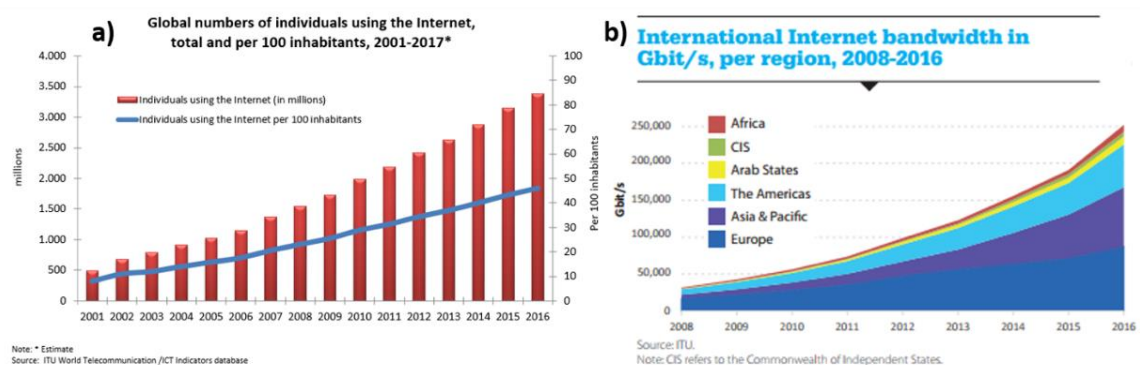 a)
Global numbers of individuals using the Internet,
total and per 100 inhabitants, 2001-2017*
4.000
3.500
3.000
2.500
2.000
1.500
1.000
500
0
millions
Individuals using the Internet (in millions)
Individuals using the Internet per 100 inhabitants
100
90
80
70
60
50
40
30
20
10
0
Per 100 inhabitants
2001 2002 2003 2004 2005 2006 2007 2008 2009 2010 2011 2012 2013 2014 2015 2016
Note: * Estimate
Source: ITU World Telecommunication /ICT Indicators database
b)
International Internet bandwidth in
Gbit/s, per region, 2008-2016
250,000
200,000
150,000
100,000
50,000
0
Gbit/s
Africa
CIS
Arab States
The Americas
Asia & Pacific
Europe
2008 2009 2010 2011 2012 2013 2014 2015 2016
Source: ITU.
Note: CIS refers to the Commonwealth of Independent States.